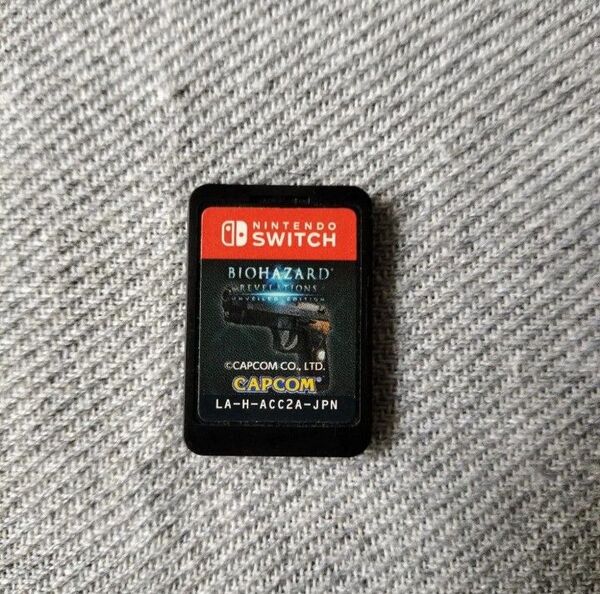 NINTENDO
SWITCH
BIOHAZARD
REVELATIONS
UNVEILED EDITION
©CAPCOM CO., LTD.
CAPCOM
LA-H-ACC2A-JPN